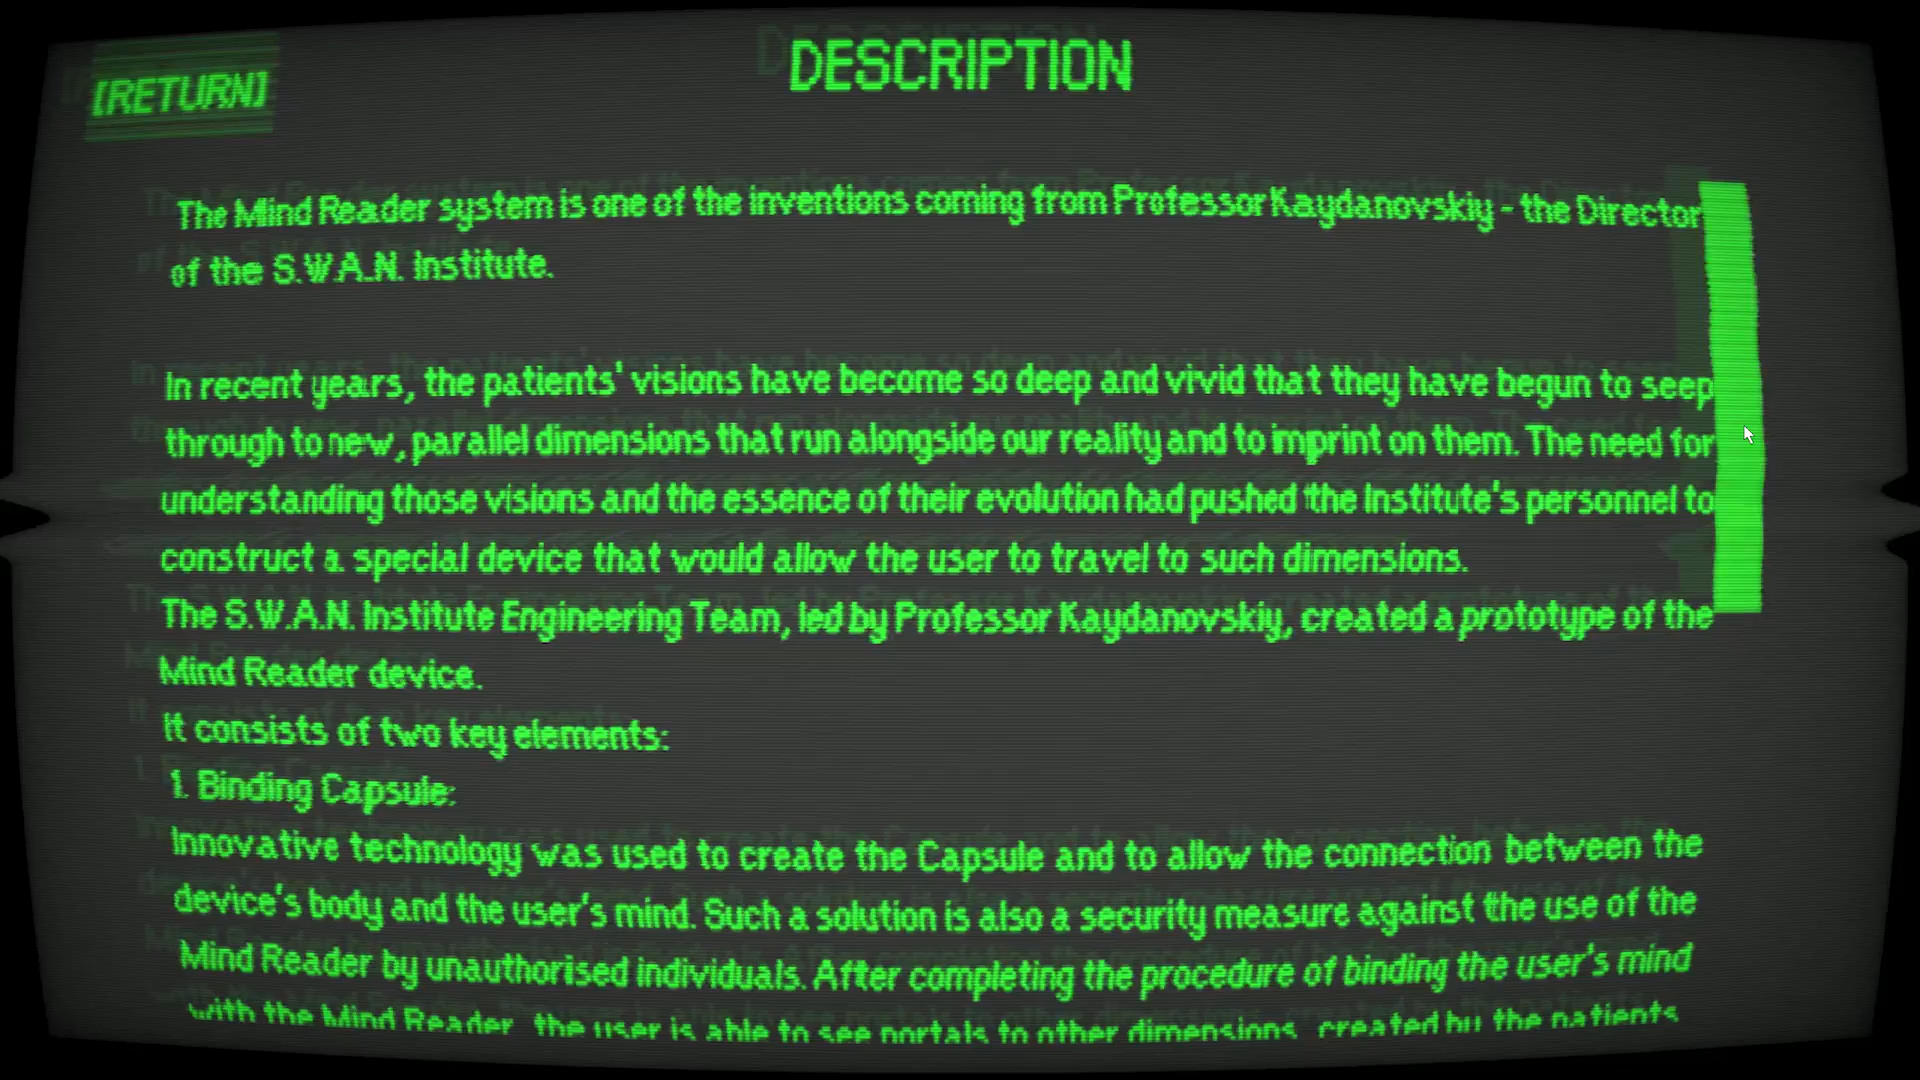 DESCRIPTION
[RETURN]
The Mind Reader system is one of the inventions coming from Professor Kaydanovskiy - the Director
of the S.W.A.N. Institute.
In recent years, the patients' visions have become so deep and vivid that they have begun to seep
through to new, parallel dimensions that run alongside our reality and to imprint on them. The need for
understanding those visions and the essence of their evolution had pushed the Institute's personnel to
construct a special device that would allow the user to travel to such dimensions.
The S.W.A.N. Institute Engineering Team, led by Professor Kaydanovskiy, created a prototype of the
Mind Reader device.
It consists of two key elements:
1. Binding Capsule:
Innovative technology was used to create the Capsule and to allow the connection between the
device's body and the user's mind. Such a solution is also a security measure against the use of the
Mind Reader by unauthorised individuals. After completing the procedure of binding the user's mind
with the Mind Reader, the user is able to see portals to other dimensions, created by the patients